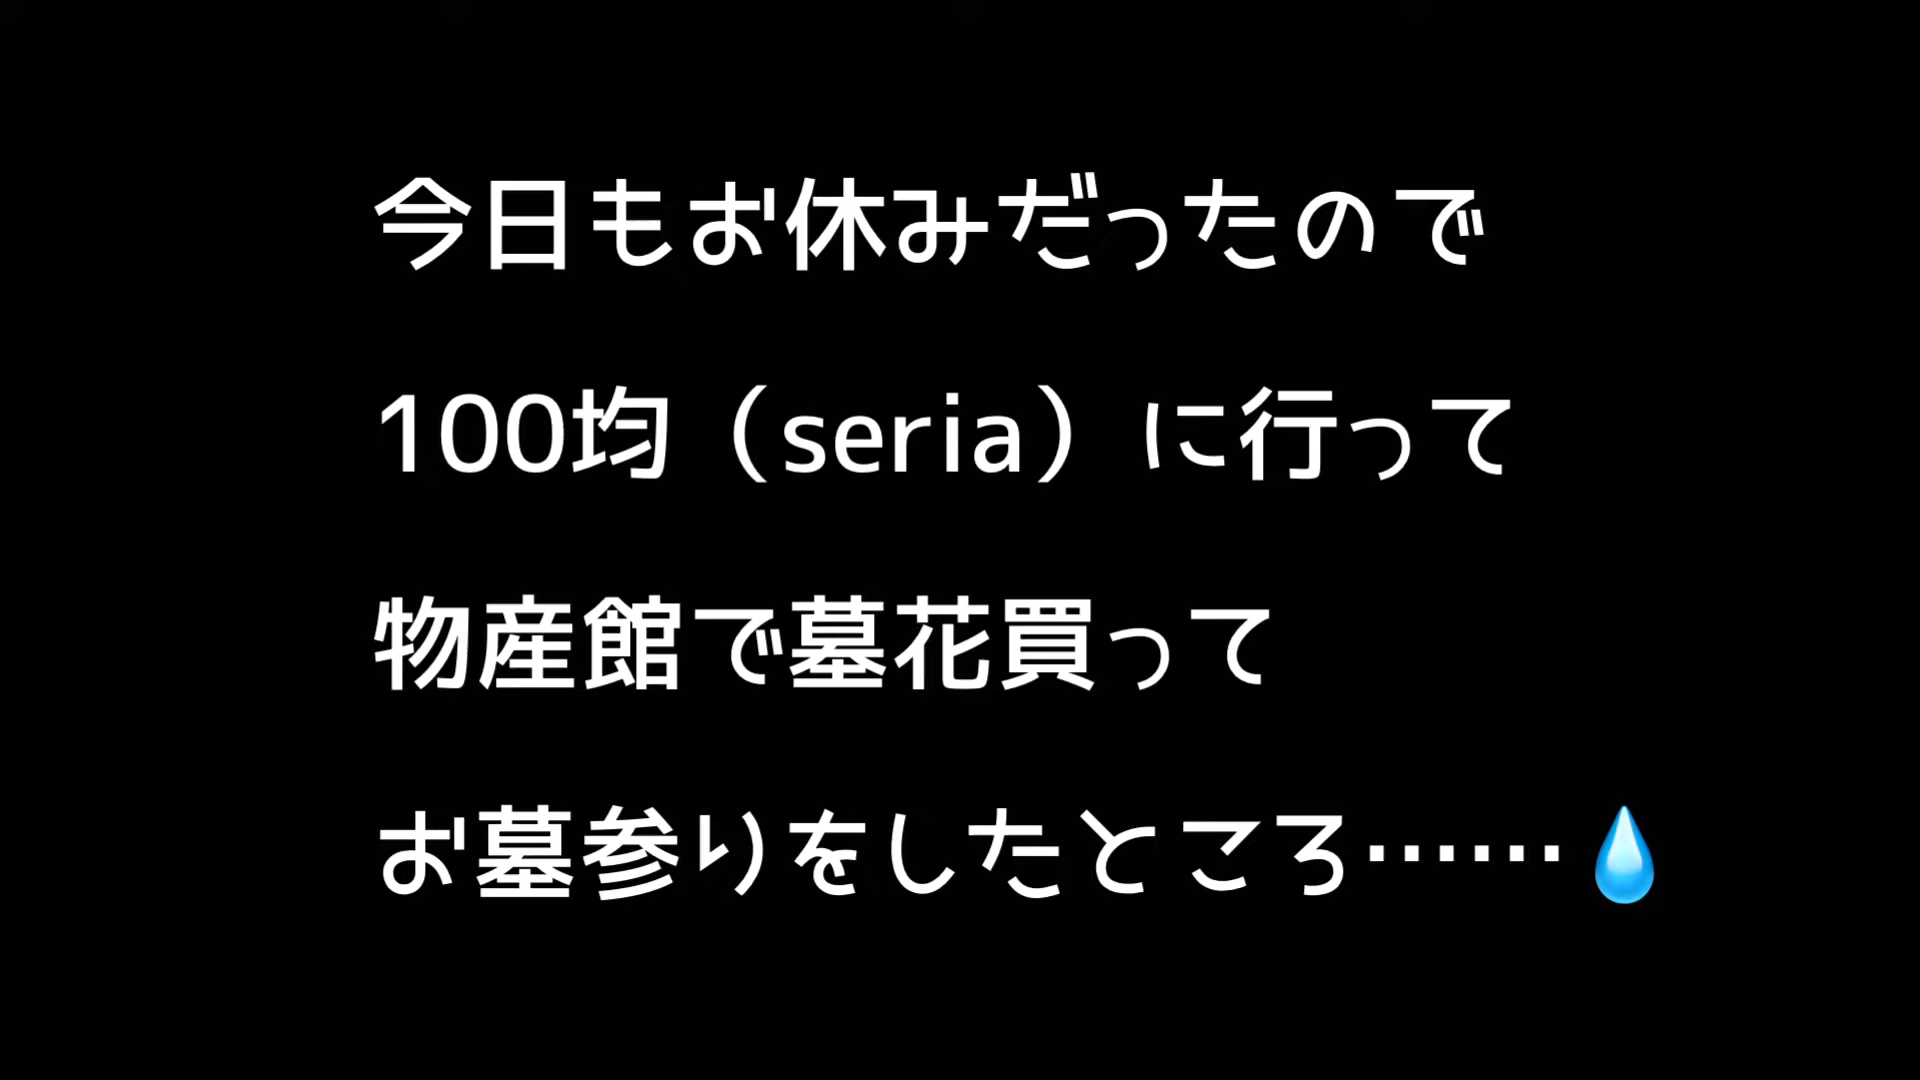 今日もお休みだったので
100均（seria）に行って
物産館で墓花買って
お墓参りをしたところ……💧